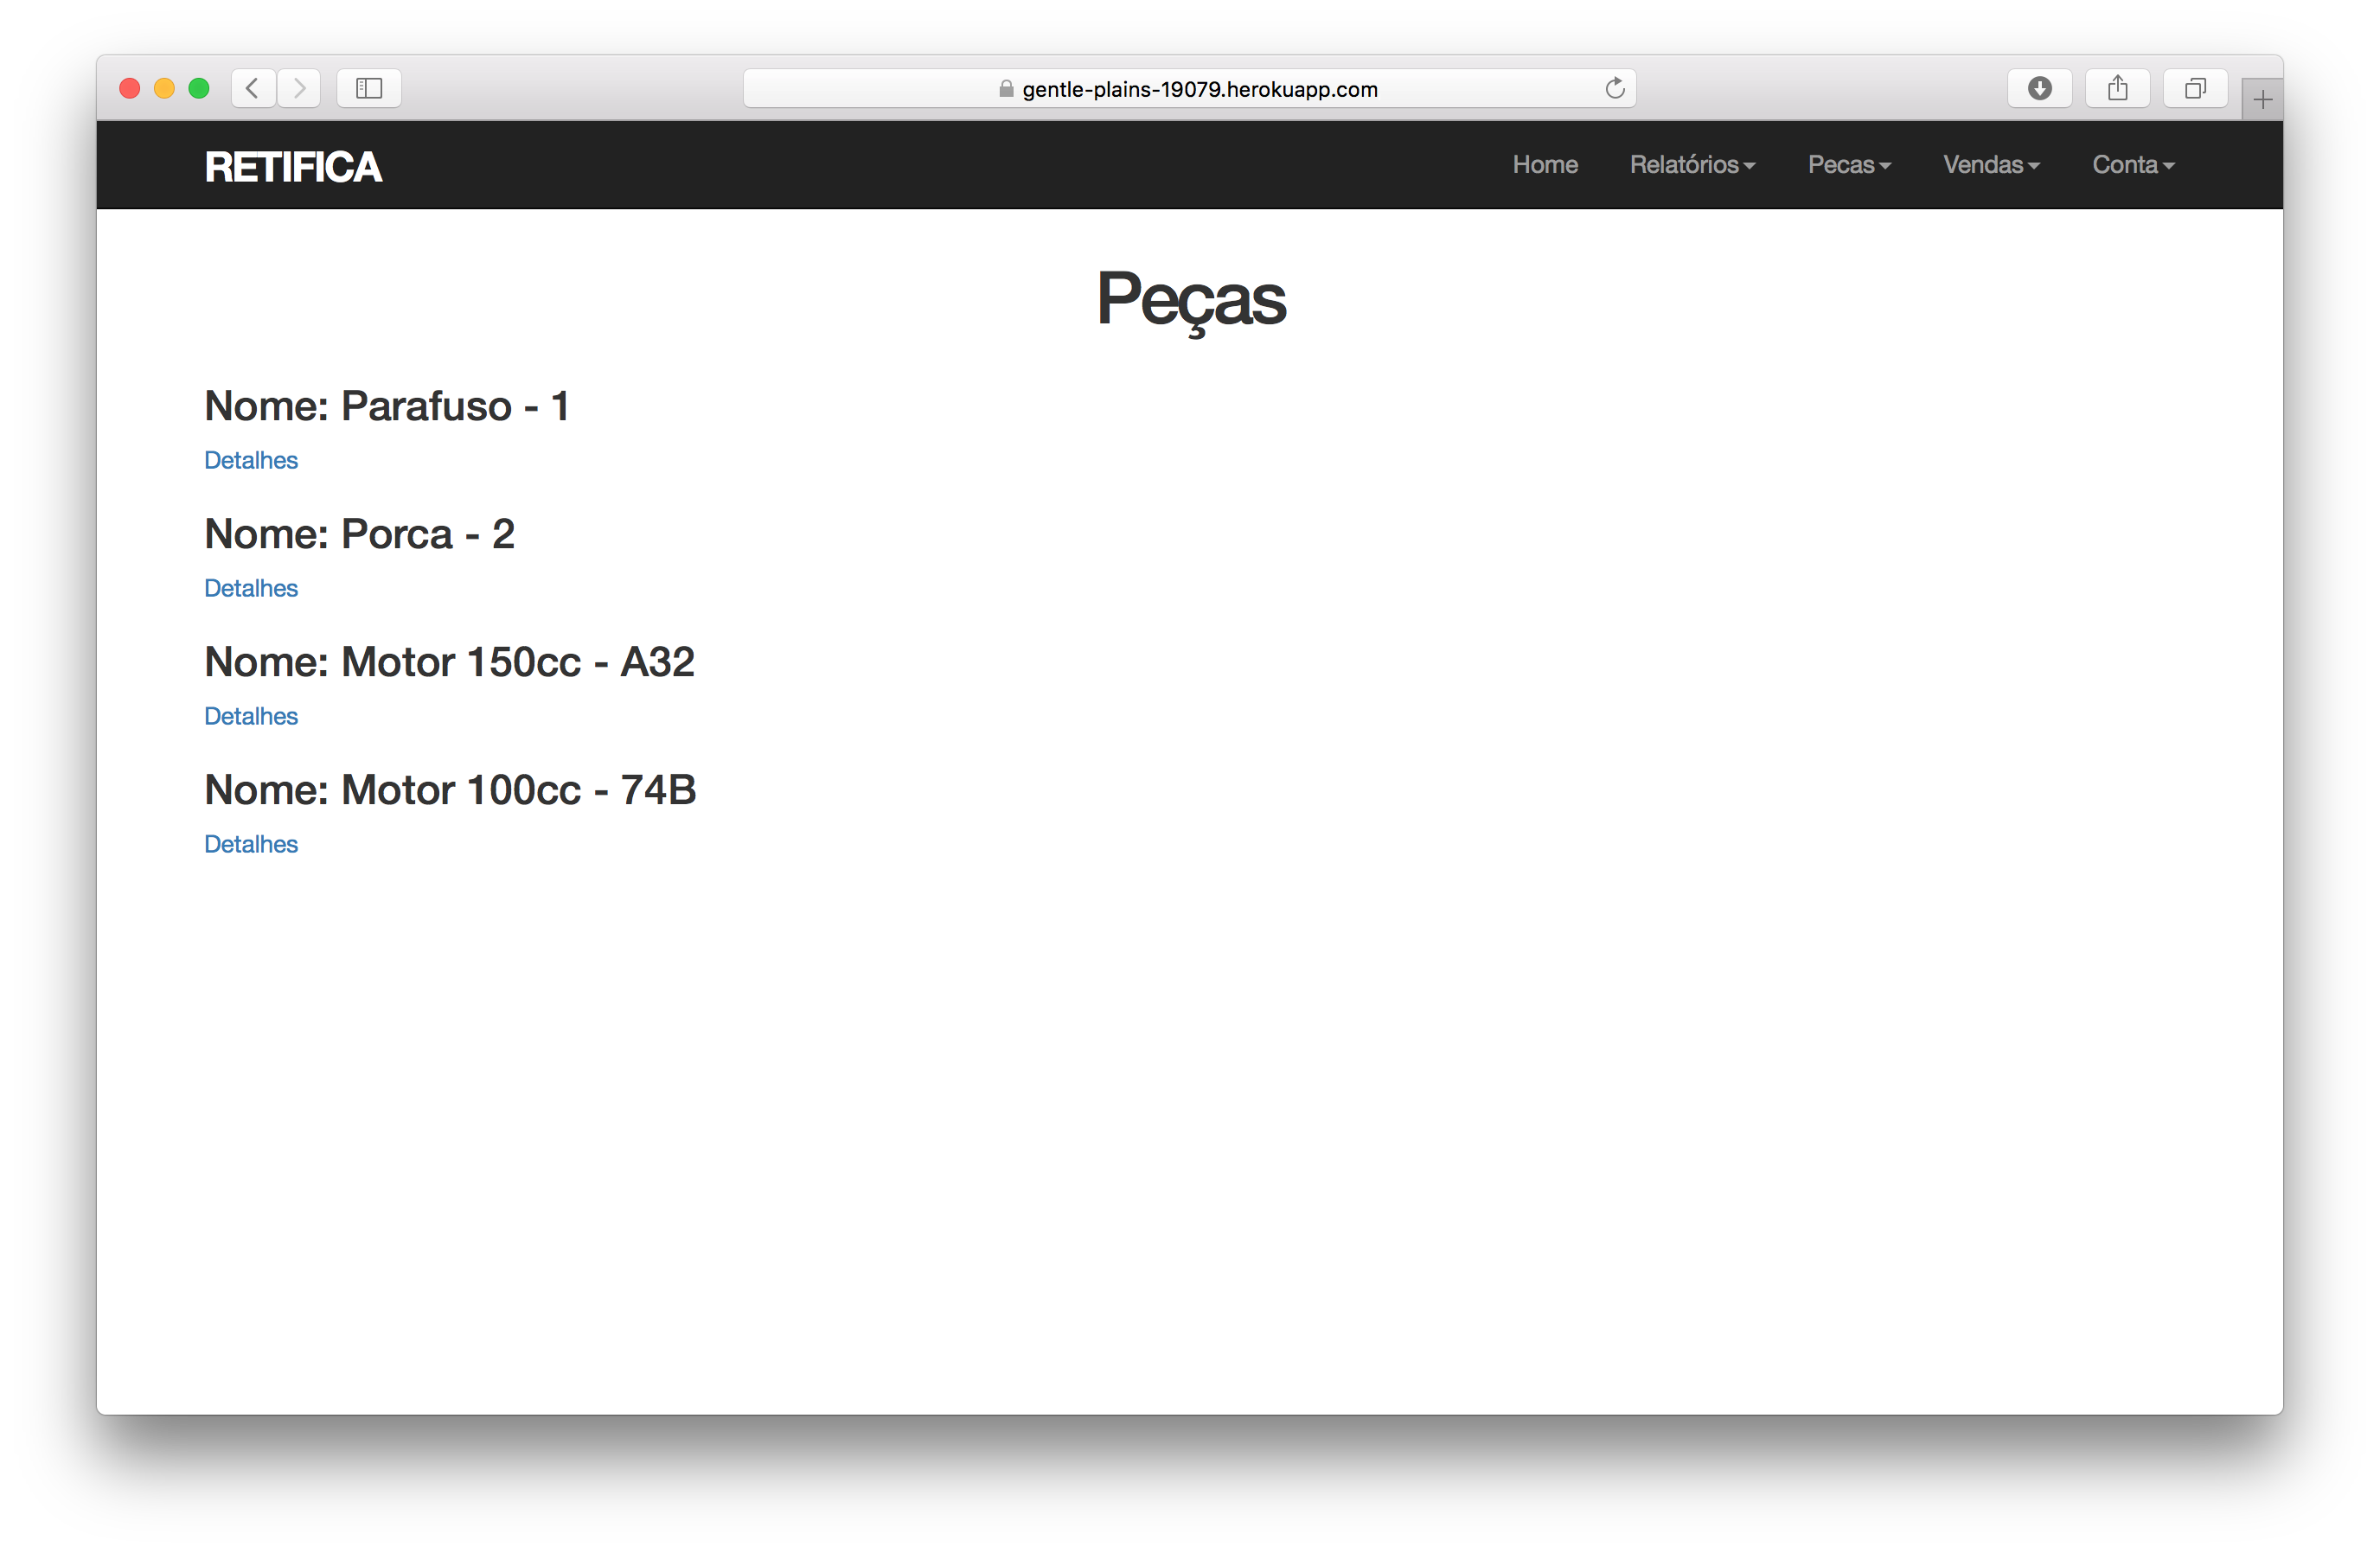 gentle-plains-19079.herokuapp.com
RETIFICA Home Relatórios Pecas Vendas Conta
Peças
Nome: Parafuso - 1
Detalhes
Nome: Porca - 2
Detalhes
Nome: Motor 150cc - A32
Detalhes
Nome: Motor 100cc - 74B
Detalhes